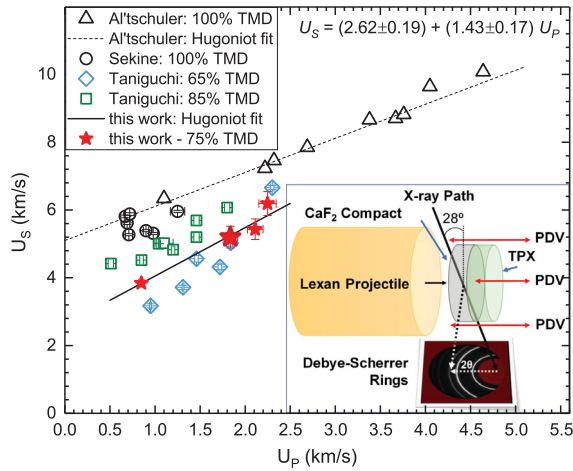 U_S = (2.62±0.19) + (1.43±0.17) U_P
Al'tschuler: 100% TMD
Al'tschuler: Hugoniot fit
Sekine: 100% TMD
Taniguchi: 65% TMD
Taniguchi: 85% TMD
this work: Hugoniot fit
this work - 75% TMD
U_S (km/s)
12
10
8
6
4
2
0
X-ray Path
CaF₂ Compact
28º
PDV
TPX
Lexan Projectile
PDV
PDV
Debye-Scherrer
Rings
2θ
0.0 0.5 1.0 1.5 2.0 2.5 3.0 3.5 4.0 4.5 5.0 5.5
U_P (km/s)